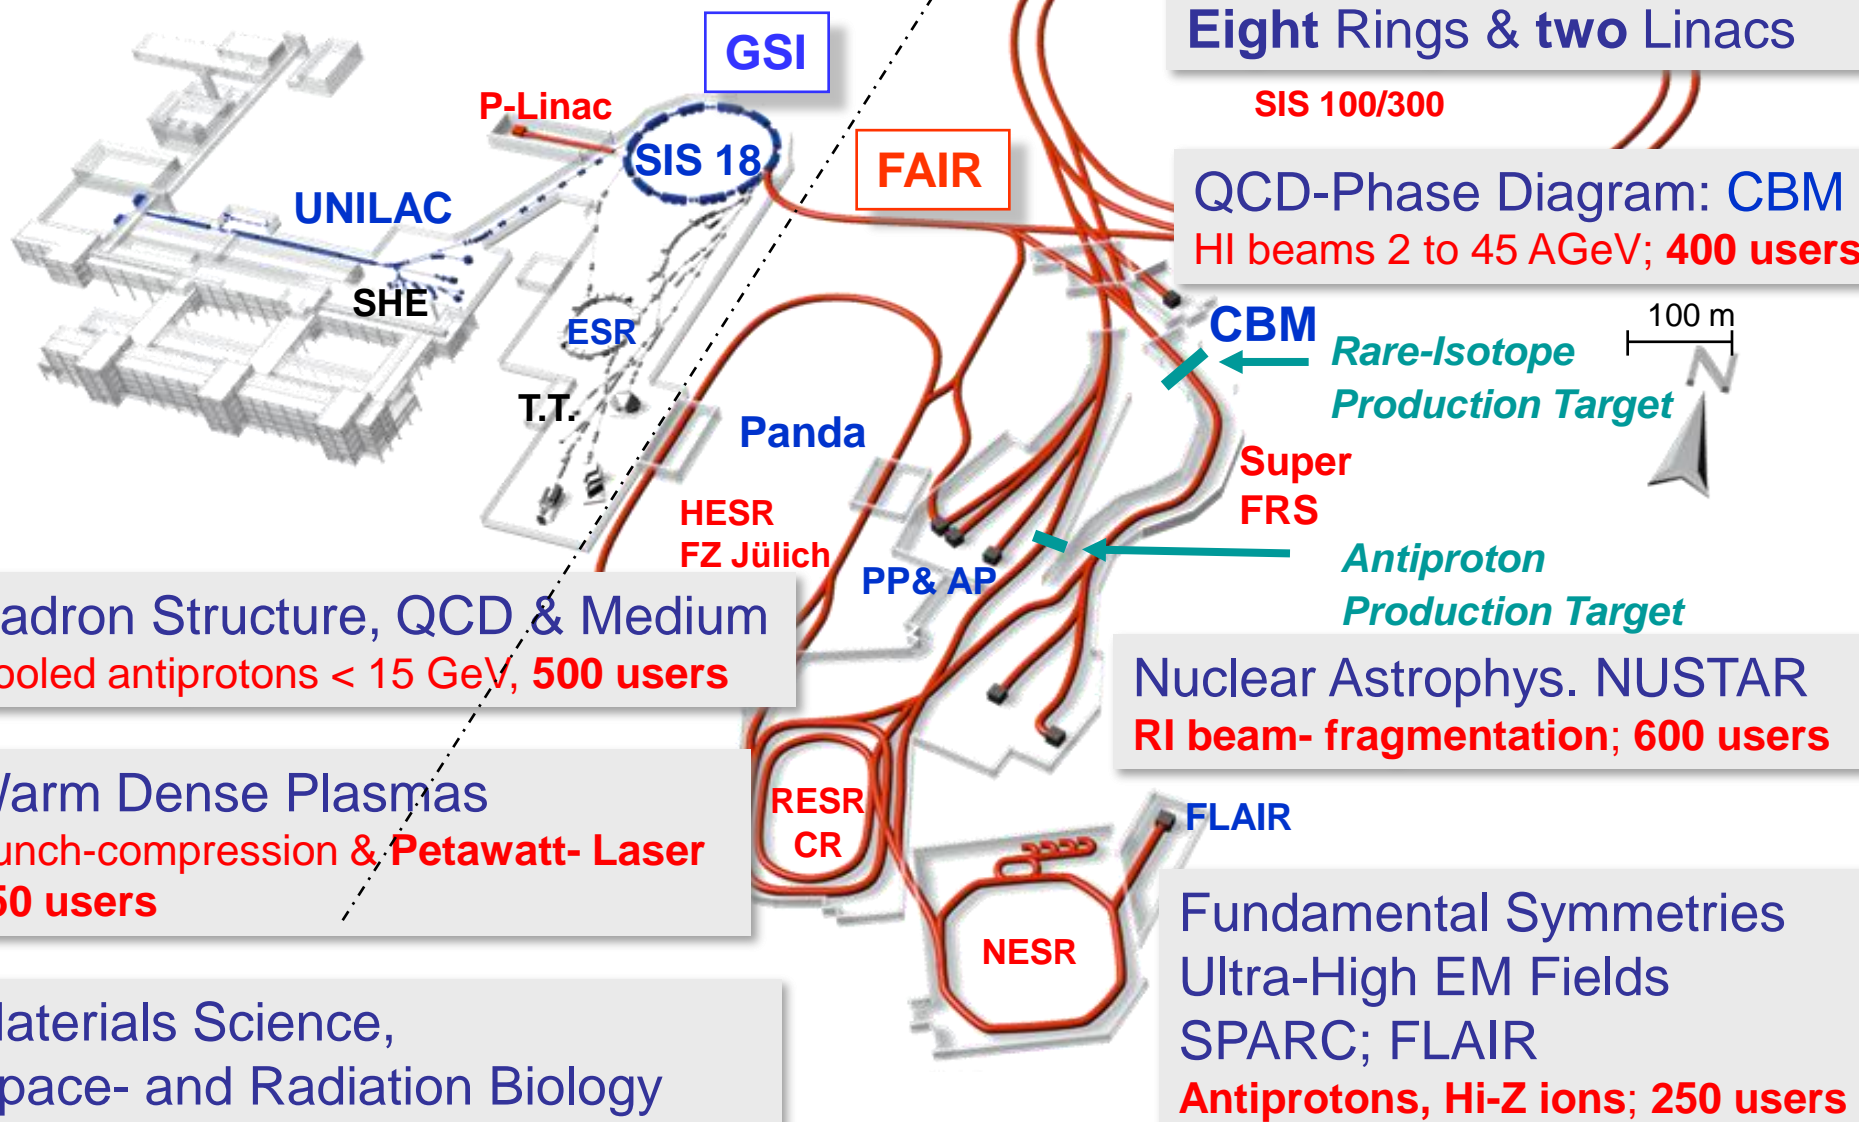 Eight Rings & two Linacs
GSI
P-Linac
SIS 100/300
SIS 18
FAIR
QCD-Phase Diagram: CBM
HI beams 2 to 45 AGeV; 400 users
UNILAC
SHE
ESR
CBM
100 m
Rare-Isotope
Production Target
N
T.T.
Panda
Super
FRS
HESR
FZ Jülich
PP& AP
Antiproton
Production Target
adron Structure, QCD & Medium
ooled antiprotons < 15 GeV, 500 users
Nuclear Astrophys. NUSTAR
RI beam- fragmentation; 600 users
Warm Dense Plasmas
unch-compression & Petawatt- Laser
50 users
RESR
CR
FLAIR
NESR
Fundamental Symmetries
Ultra-High EM Fields
SPARC; FLAIR
Antiprotons, Hi-Z ions; 250 users
Materials Science,
pace- and Radiation Biology